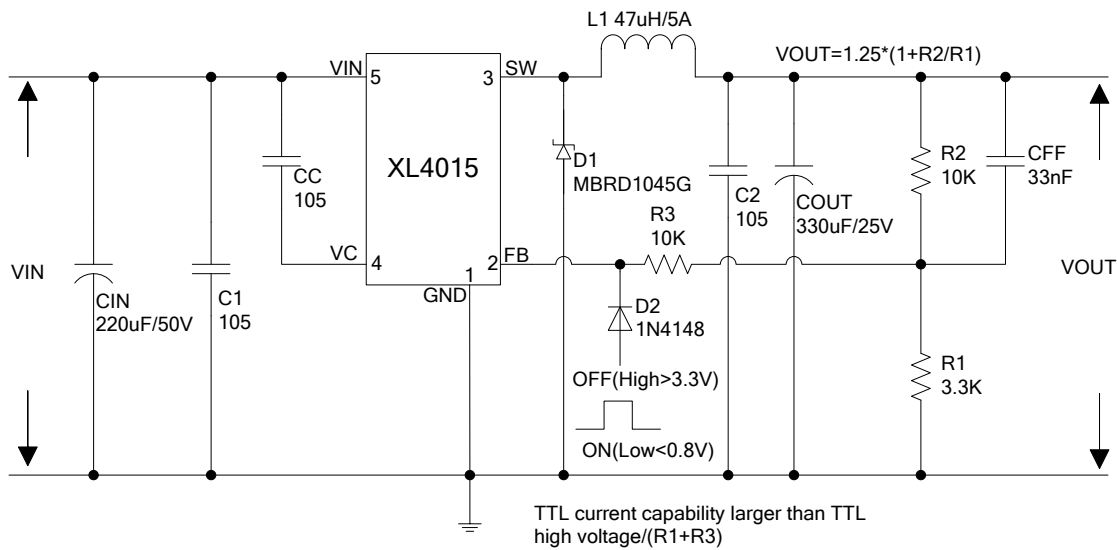 L1 47uH/5A
VOUT=1.25*(1+R2/R1)
VIN
5
3
SW
XL4015
CC
105
D1
MBRD1045G
R2
10K
CFF
33nF
C2
105
COUT
330uF/25V
R3
10K
VC
4
2
FB
1
GND
VIN
VOUT
CIN
220uF/50V
C1
105
D2
1N4148
R1
3.3K
OFF(High>3.3V)
ON(Low<0.8V)
TTL current capability larger than TTL
high voltage/(R1+R3)